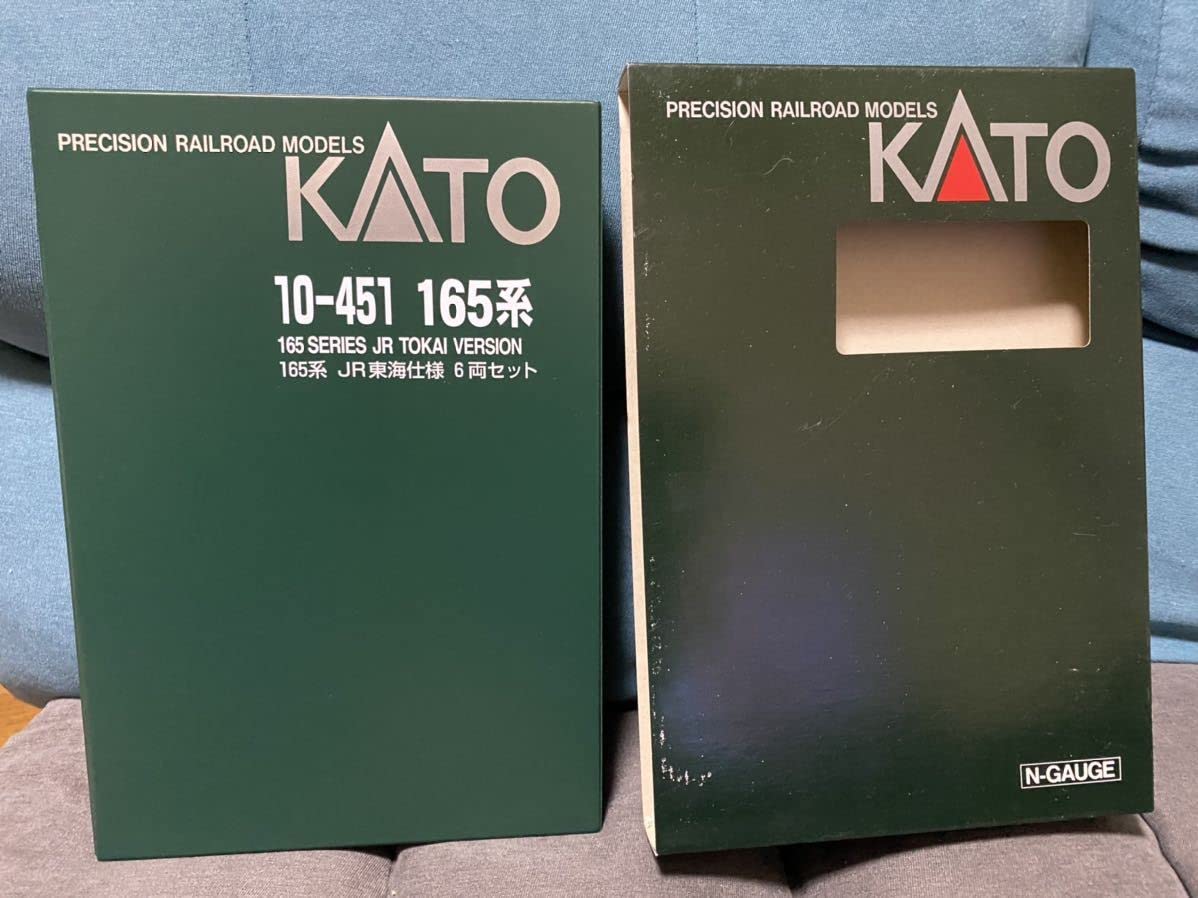 PRECISION RAILROAD MODELS
KATO
10-451 165系
165 SERIES JR TOKAI VERSION
165系 JR東海仕様 6両セット
PRECISION RAILROAD MODELS
KATO
N-GAUGE